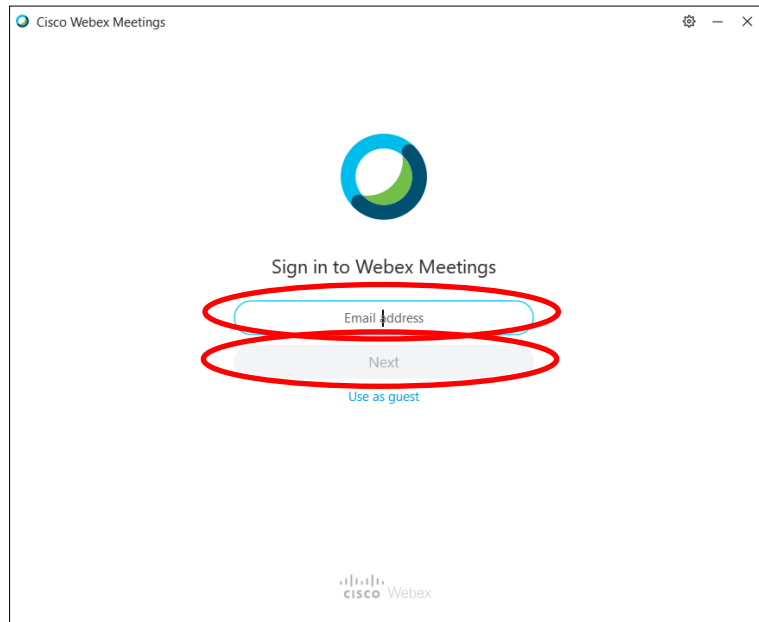 Cisco Webex Meetings
Sign in to Webex Meetings
Email address
Next
Use as guest
CISCO Webex